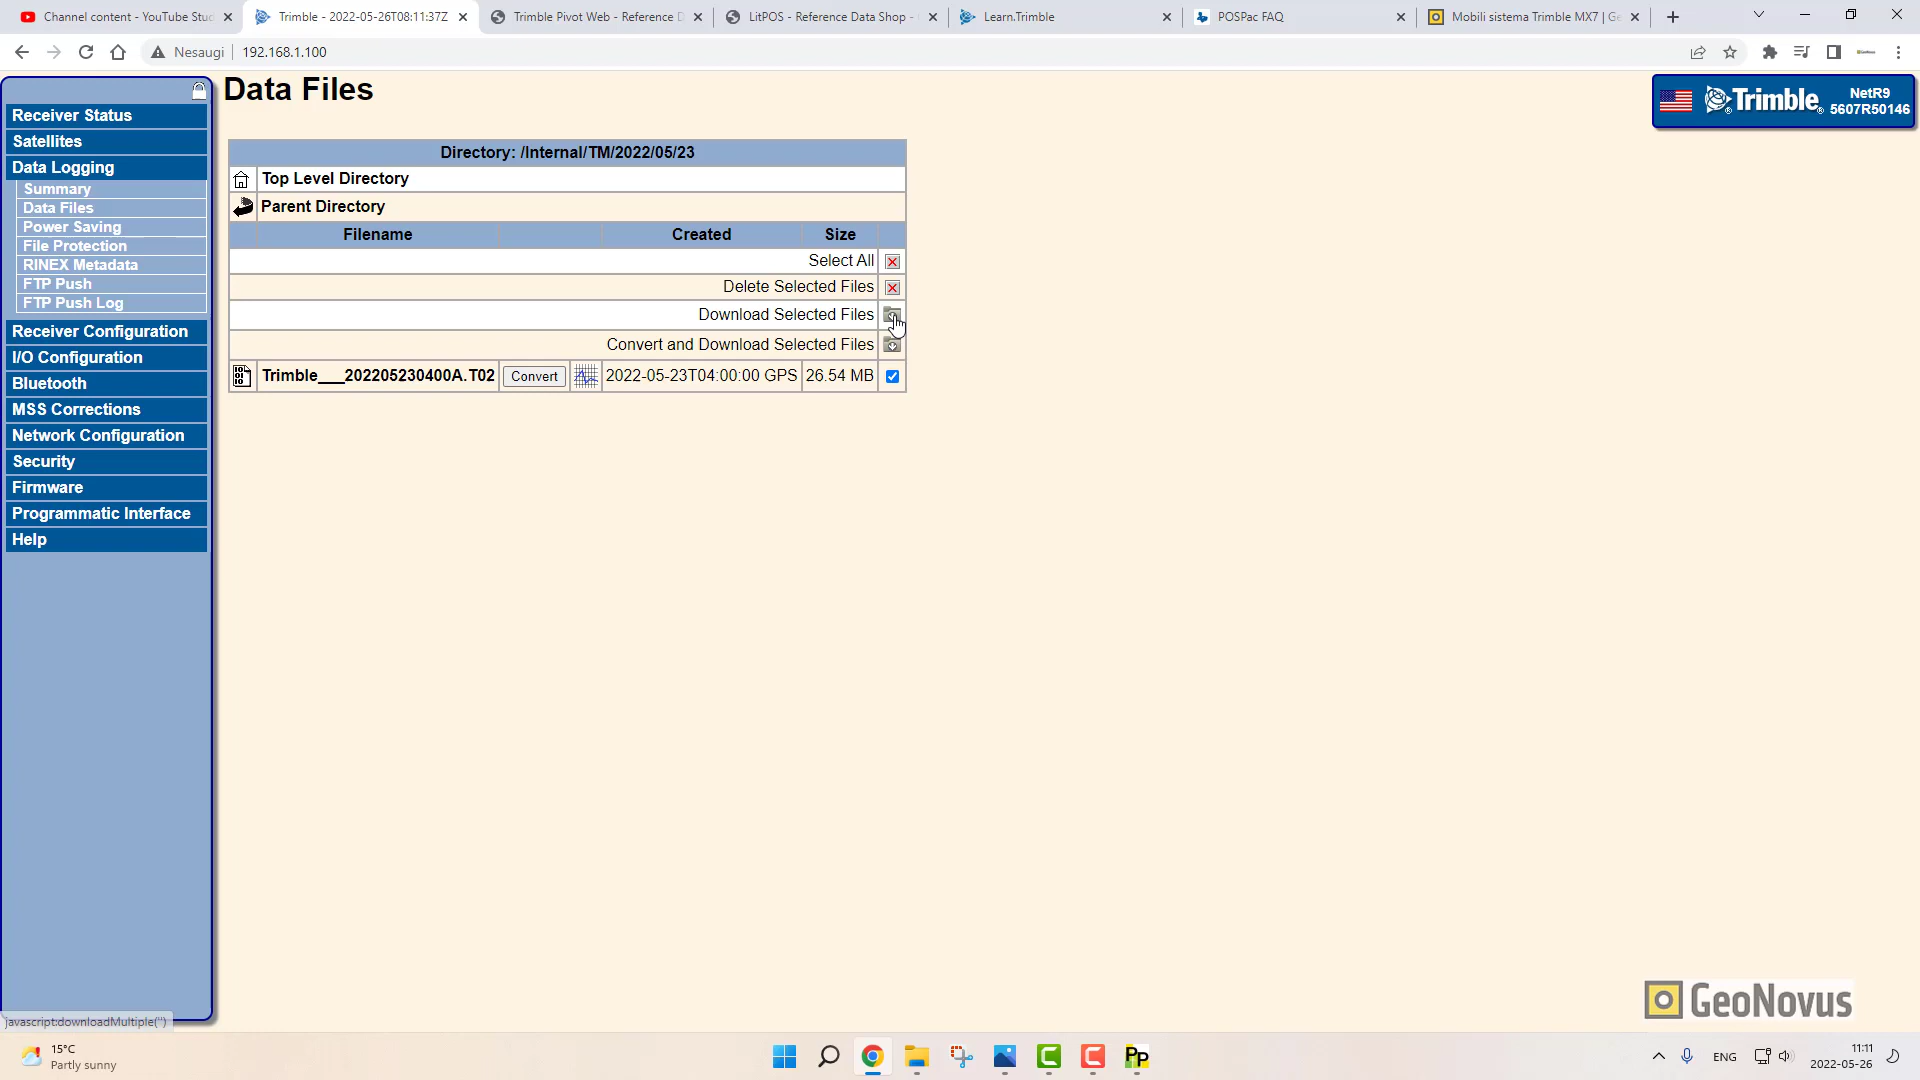 Channel content - YouTube Stud
Trimble - 2022-05-26T08:11:37Z
Trimble Pivot Web - Reference D
LitPOS - Reference Data Shop -
Learn.Trimble
POSPac FAQ
Mobili sistema Trimble MX7 | Ge
Nesaugi
192.168.1.100
Receiver Status
Satellites
Data Logging
Summary
Data Files
Power Saving
File Protection
RINEX Metadata
FTP Push
FTP Push Log
Receiver Configuration
I/O Configuration
Bluetooth
MSS Corrections
Network Configuration
Security
Firmware
Programmatic Interface
Help
Data Files
Directory: /Internal/TM/2022/05/23
Top Level Directory
Parent Directory
Filename Created Size
Select All
Delete Selected Files
Download Selected Files
Convert and Download Selected Files
Trimble___202205230400A.T02 Convert 2022-05-23T04:00:00 GPS 26.54 MB
Trimble
NetR9
5607R50146
GeoNovus
javascript:downloadMultiple('')
15°C
Partly sunny
Pp
ENG
11:11
2022-05-26